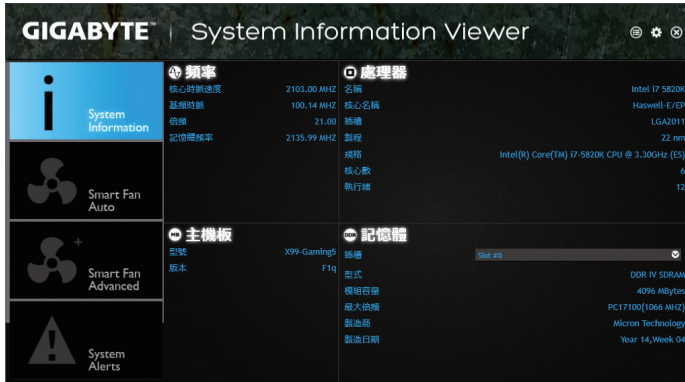 GIGABYTE™ | System Information Viewer
System
Information
Smart Fan
Auto
Smart Fan
Advanced
System
Alerts
頻率
核心時脈速度 2103.00 MHZ
基頻時脈 100.14 MHZ
倍頻 21.00
記憶體頻率 2135.99 MHZ
處理器
名稱 Intel i7 5820K
核心名稱 Haswell-E/EP
插槽 LGA2011
製程 22 nm
規格 Intel(R) Core(TM) i7-5820K CPU @ 3.30GHz (ES)
核心數 6
執行緒 12
MB 主機板
型號 X99-Gaming5
版本 F1q
DDR 記憶體
插槽 Slot #0
型式 DDR IV SDRAM
模組容量 4096 MBytes
最大倍頻 PC17100(1066 MHZ)
製造商 Micron Technology
製造日期 Year 14,Week 04